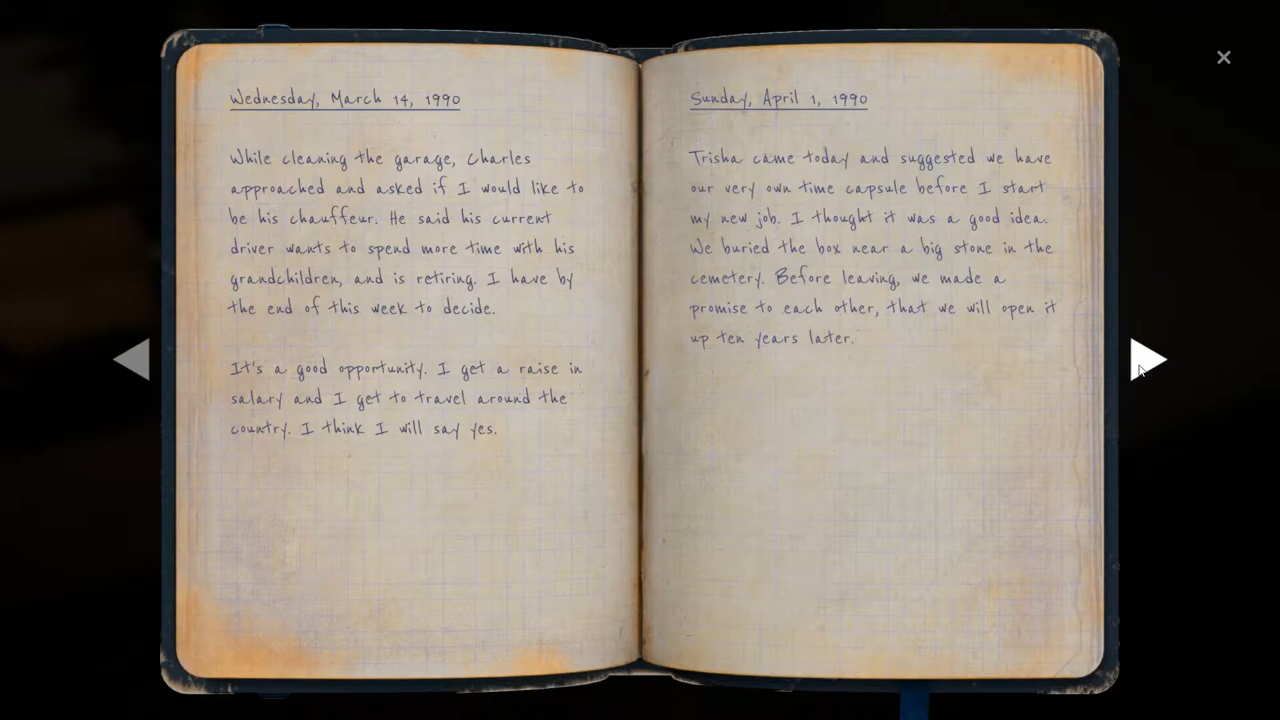 Wednesday, March 14, 1990
While cleaning the garage, Charles
approached and asked if I would like to
be his chauffeur. He said his current
driver wants to spend more time with his
grandchildren, and is retiring. I have by
the end of this week to decide.
It's a good opportunity. I get a raise in
salary and I get to travel around the
country. I think I will say yes.
Sunday, April 1, 1990
Trisha came today and suggested we have
our very own time capsule before I start
my new job. I thought it was a good idea.
We buried the box near a big stone in the
cemetery. Before leaving, we made a
promise to each other, that we will open it
up ten years later.